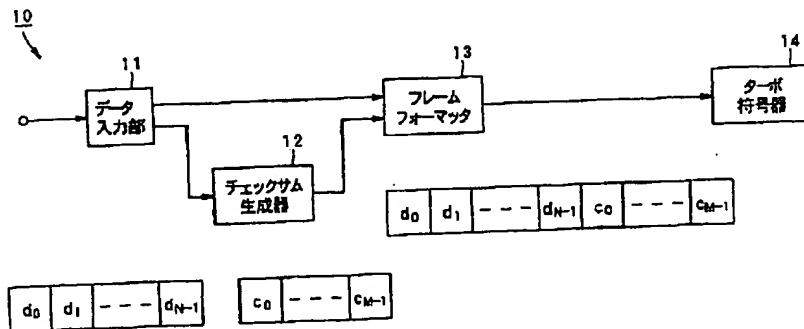 10
11
データ
入力部
12
チェックサム
生成器
13
フレーム
フォーマッタ
14
ターボ
符号器
d0 d1 --- dN-1 c0 --- cM-1
d0 d1 --- dN-1
c0 --- cM-1